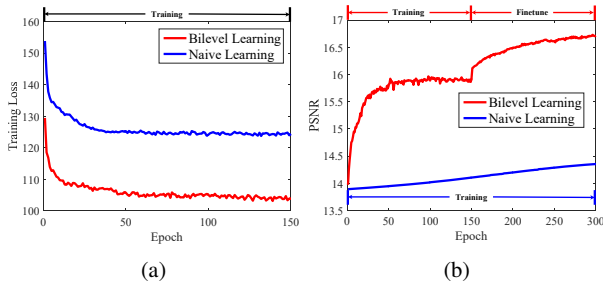 Training
160
150
140
130
120
110
100
0
50
100
150
Training Loss
Epoch
Bilevel Learning
Naive Learning
(a)
Training
Finetune
17
16.5
16
15.5
15
14.5
14
13.5
0
50
100
150
200
250
300
PSNR
Epoch
Bilevel Learning
Naive Learning
Training
(b)